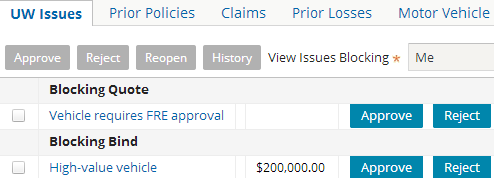 UW Issues Prior Policies Claims Prior Losses Motor Vehicle
Approve Reject Reopen History View Issues Blocking * Me
Blocking Quote
Vehicle requires FRE approval Approve Reject
Blocking Bind
High-value vehicle $200,000.00 Approve Reject